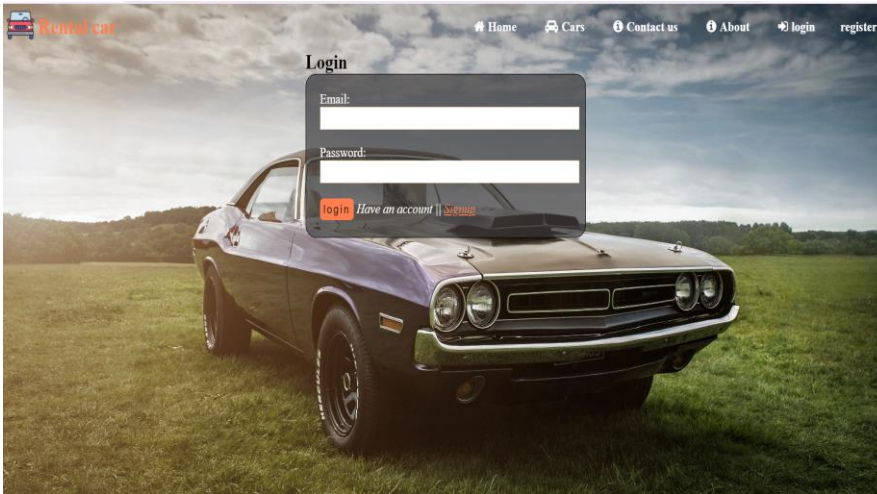 Rental car
Home Cars Contact us About login register
Login
Email:
Password:
login Have an account || Signup